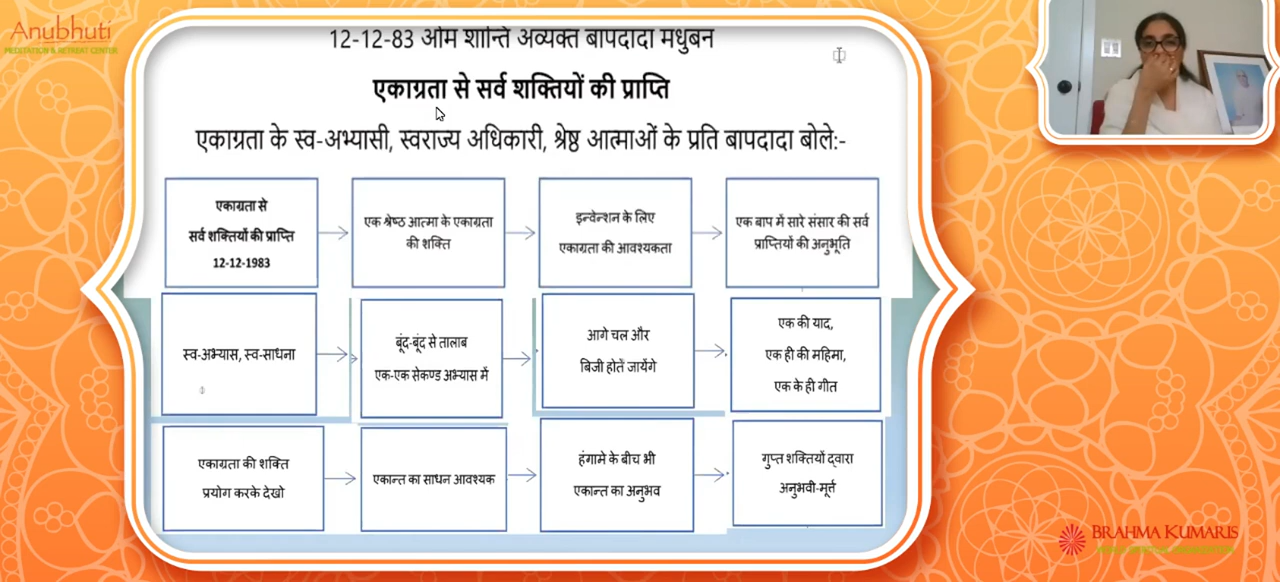 Anubhuti
MEDITATION & RETREAT CENTER
12-12-83 ओम शान्ति अव्यक्त बापदादा मधुबन
एकाग्रता से सर्व शक्तियों की प्राप्ति
एकाग्रता के स्व-अभ्यासी, स्वराज्य अधिकारी, श्रेष्ठ आत्माओं के प्रति बापदादा बोले:-
एकाग्रता से
सर्व शक्तियों की प्राप्ति
12-12-1983
एक श्रेष्ठ आत्मा के एकाग्रता
की शक्ति
इन्वेन्शन के लिए
एकाग्रता की आवश्यकता
एक बाप में सारे संसार की सर्व
प्राप्तियों की अनुभूति
स्व-अभ्यास, स्व-साधना
बूंद-बूंद से तालाब
एक-एक सेकण्ड अभ्यास में
आगे चल और
बिजी होतें जायेंगे
एक की याद,
एक ही की महिमा,
एक के ही गीत
एकाग्रता की शक्ति
प्रयोग करके देखो
एकान्त का साधन आवश्यक
हंगामे के बीच भी
एकान्त का अनुभव
गुप्त शक्तियों द्वारा
अनुभवी-मूर्त्त
BRAHMA KUMARIS